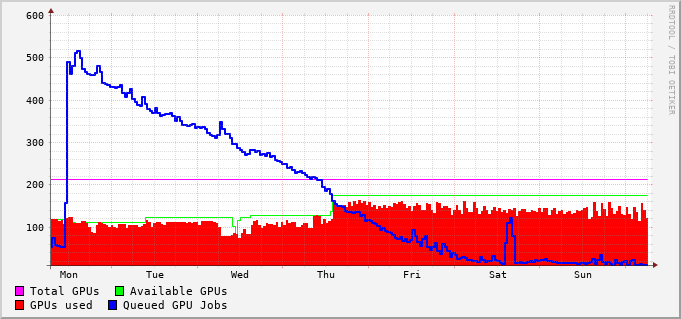 600
500
400
300
200
100
Mon Tue Wed Thu Fri Sat Sun
Total GPUs Available GPUs
GPUs used Queued GPU Jobs
RRDTOOL / TOBI OETIKER